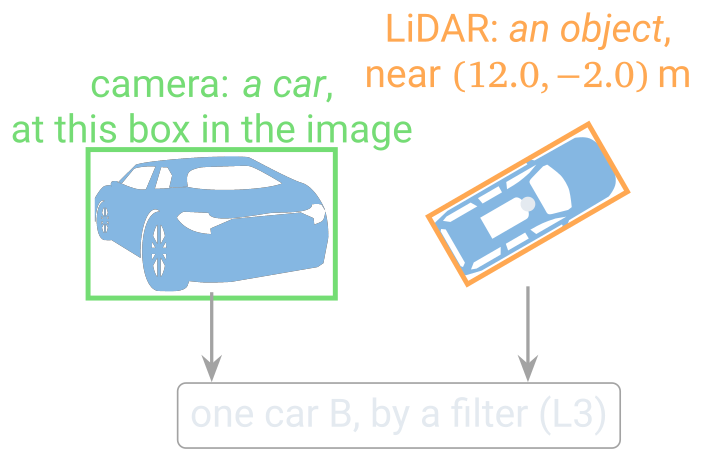 LiDAR: an object,
near (12.0, −2.0) m
camera: a car,
at this box in the image
one car B, by a filter (L3)